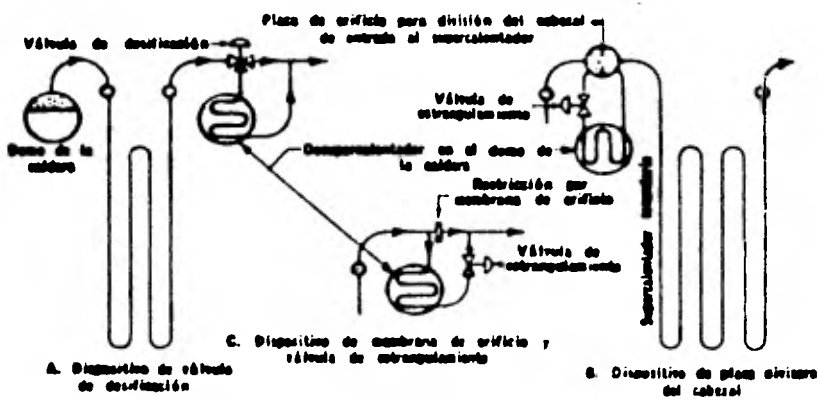 Placa de orificio para división del cabezal
de entrada al supercalentador
Válvula de dosificación
Válvula de
estrangulamiento
Domo de la
caldera
Desupercalentador en el domo de
la caldera
Restricción por
membrana de orificio
Válvula de
estrangulamiento
Supercalentador secundario
C. Dispositivo de membrana de orificio y
válvula de estrangulamiento
A. Dispositivo de válvula
de dosificación
B. Dispositivo de placa divisora
del cabezal